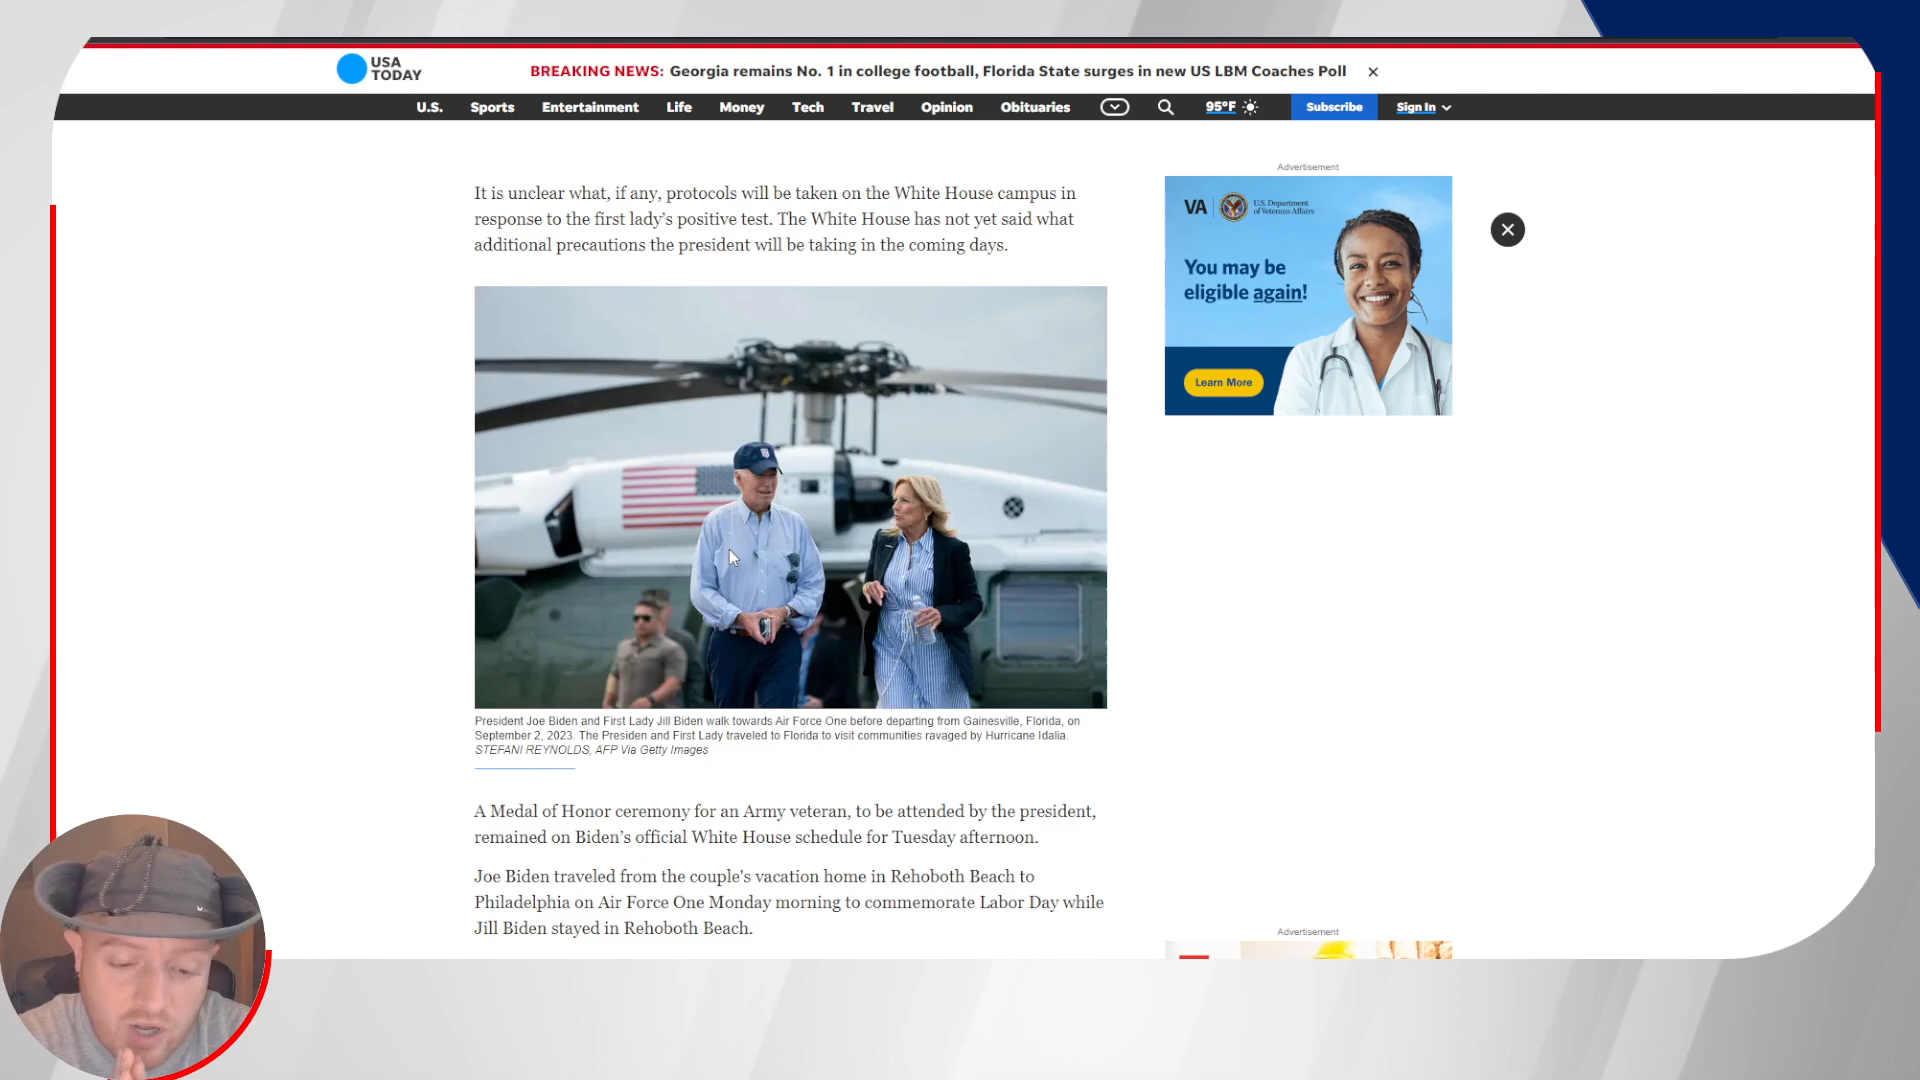 USA
TODAY
BREAKING NEWS: Georgia remains No. 1 in college football, Florida State surges in new US LBM Coaches Poll
U.S. Sports Entertainment Life Money Tech Travel Opinion Obituaries 95°F Subscribe Sign In
It is unclear what, if any, protocols will be taken on the White House campus in
response to the first lady's positive test. The White House has not yet said what
additional precautions the president will be taking in the coming days.
President Joe Biden and First Lady Jill Biden walk towards Air Force One before departing from Gainesville, Florida, on
September 2, 2023. The Presiden and First Lady traveled to Florida to visit communities ravaged by Hurricane Idalia.
STEFANI REYNOLDS, AFP Via Getty Images
A Medal of Honor ceremony for an Army veteran, to be attended by the president,
remained on Biden's official White House schedule for Tuesday afternoon.
Joe Biden traveled from the couple's vacation home in Rehoboth Beach to
Philadelphia on Air Force One Monday morning to commemorate Labor Day while
Jill Biden stayed in Rehoboth Beach.
Advertisement
VA
U.S. Department
of Veterans Affairs
You may be
eligible again!
Learn More
Advertisement